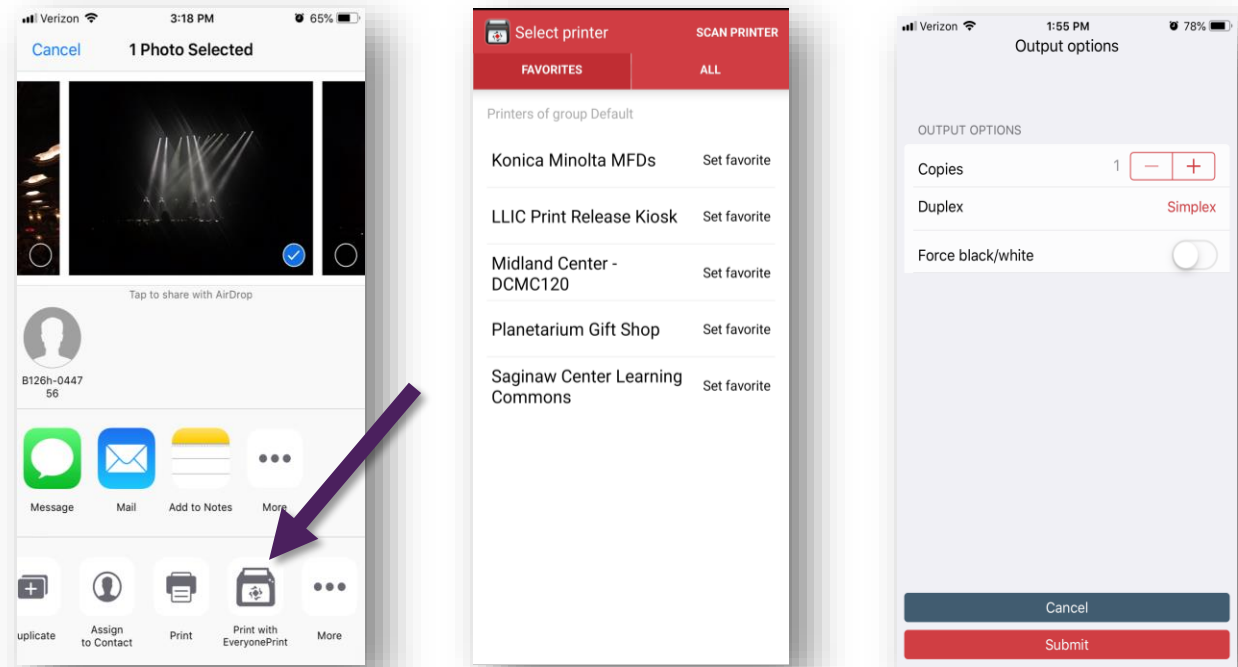 Verizon 3:18 PM 65%
Cancel 1 Photo Selected
Tap to share with AirDrop
B126h-0447
56
Message Mail Add to Notes More
uplicate Assign
to Contact Print Print with
EveryonePrint More
Select printer SCAN PRINTER
FAVORITES ALL
Printers of group Default
Konica Minolta MFDs Set favorite
LLIC Print Release Kiosk Set favorite
Midland Center -
DCMC120 Set favorite
Planetarium Gift Shop Set favorite
Saginaw Center Learning
Commons Set favorite
Verizon 1:55 PM 78%
Output options
OUTPUT OPTIONS
Copies 1 − +
Duplex Simplex
Force black/white
Cancel
Submit